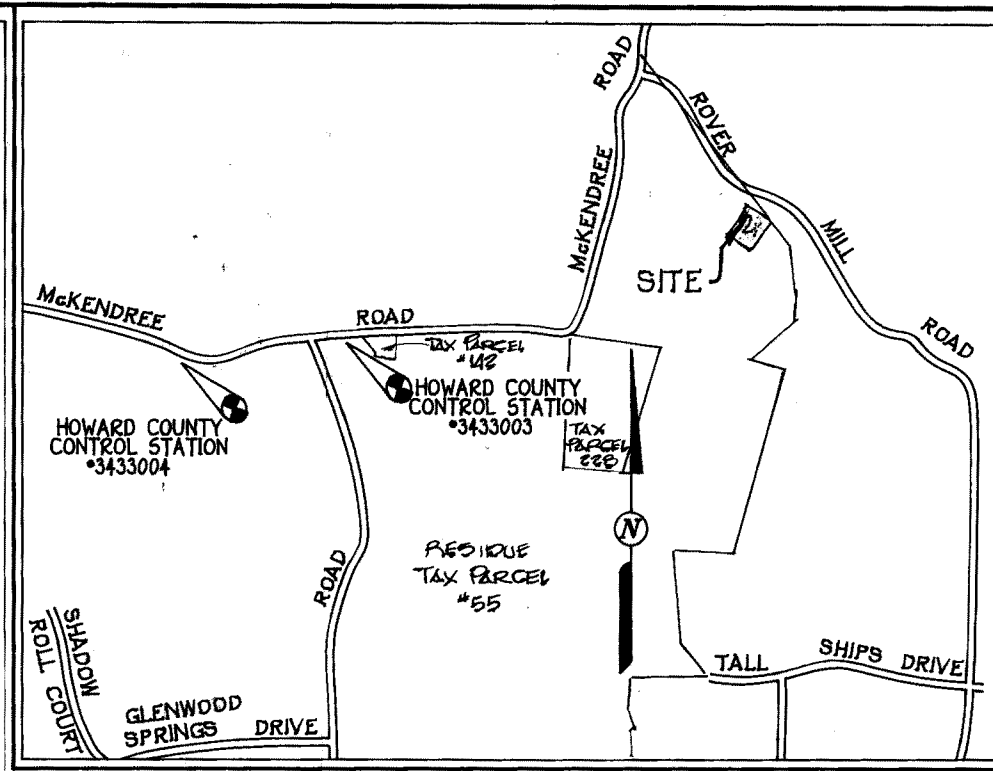 ROAD
ROVER
McKENDREE
MILL
SITE
McKENDREE
ROAD
ROAD
TAX PARCEL
#142
HOWARD COUNTY
CONTROL STATION
•3433003
HOWARD COUNTY
CONTROL STATION
•3433004
TAX
PARCEL
228
N
ROAD
RESIDUE
TAX PARCEL
#55
SHADOW
ROLL COURT
GLENWOOD
SPRINGS DRIVE
TALL SHIPS DRIVE